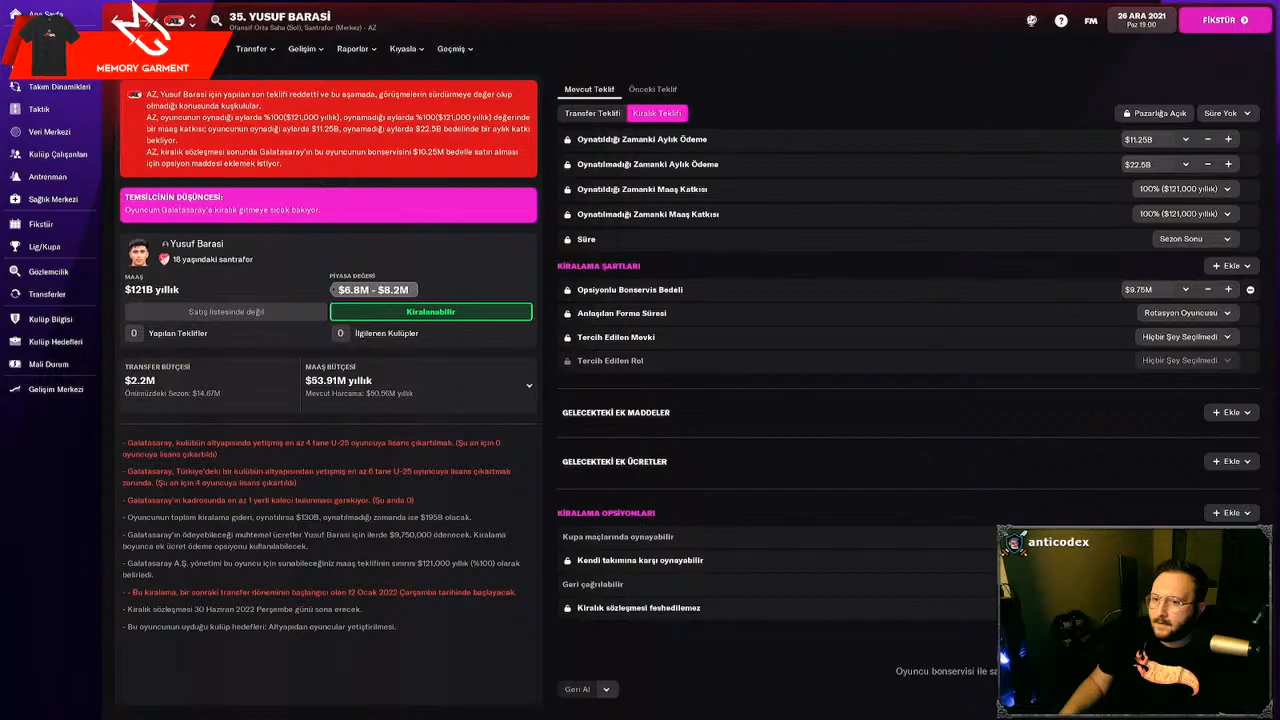 Ana Sayfa
MEMORY GARMENT
35. YUSUF BARASİ
Ofansif Orta Saha (Sol), Santrafor (Merkez) - AZ
FM
26 ARA 2021
Paz 19:00
FİKSTÜR
Transfer
Gelişim
Raporlar
Kıyasla
Geçmiş
Takım Dinamikleri
Taktik
Veri Merkezi
Kulüp Çalışanları
Antrenman
Sağlık Merkezi
Fikstür
Lig/Kupa
Gözlemcilik
Transferler
Kulüp Bilgisi
Kulüp Hedefleri
Mali Durum
Gelişim Merkezi
AZ, Yusuf Barasi için yapılan son teklifi reddetti ve bu aşamada, görüşmelerin sürdürmeye değer olup
olmadığı konusunda kuşkulular.
AZ, oyuncunun oynadığı aylarda %100($121,000 yıllık), oynamadığı aylarda %100($121,000 yıllık) değerinde
bir maaş katkısı; oyuncunun oynadığı aylarda $11.25B, oynamadığı aylarda $22.5B bedelinde bir aylık katkı
bekliyor.
AZ, kiralık sözleşmesi sonunda Galatasaray'ın bu oyuncunun bonservisini $10.25M bedelle satın alması
için opsiyon maddesi eklemek istiyor.
TEMSİLCİNİN DÜŞÜNCESİ:
Oyuncum Galatasaray'a kiralık gitmeye sıcak bakıyor.
Yusuf Barasi
18 yaşındaki santrafor
MAAŞ
$121B yıllık
PİYASA DEĞERİ
$6.8M - $8.2M
Satış listesinde değil
Kiralanabilir
0 Yapılan Teklifler
0 İlgilenen Kulüpler
TRANSFER BÜTÇESİ
$2.2M
Önümüzdeki Sezon: $14.67M
MAAŞ BÜTÇESİ
$53.91M yıllık
Mevcut Harcama: $50.56M yıllık
- Galatasaray, kulübün altyapısında yetişmiş en az 4 tane U-25 oyuncuya lisans çıkartmalı. (Şu an için 0
oyuncuya lisans çıkartıldı)
- Galatasaray, Türkiye'deki bir kulübün altyapısından yetişmiş en az 6 tane U-25 oyuncuya lisans çıkartmak
zorunda. (Şu an için 4 oyuncuya lisans çıkartıldı)
- Galatasaray'ın kadrosunda en az 1 yerli kaleci bulunması gerekiyor. (Şu anda 0)
- Oyuncunun toplam kiralama gideri, oynatılırsa $130B, oynatılmadığı zamanda ise $195B olacak.
- Galatasaray'ın ödeyebileceği muhtemel ücretler Yusuf Barasi için ilerde $9,750,000 ödenecek. Kiralama
boyunca ek ücret ödeme opsiyonu kullanılabilecek.
- Galatasaray A.Ş. yönetimi bu oyuncu için sunabileceğiniz maaş teklifinin sınırını $121,000 yıllık (%100) olarak
belirledi.
- - Bu kiralama, bir sonraki transfer döneminin başlangıcı olan 12 Ocak 2022 Çarşamba tarihinde başlayacak.
- Kiralık sözleşmesi 30 Haziran 2022 Perşembe günü sona erecek.
- Bu oyuncunun uyduğu kulüp hedefleri: Altyapıdan oyuncular yetiştirilmesi.
Mevcut Teklif
Önceki Teklif
Transfer Teklifi
Kiralık Teklifi
Pazarlığa Açık
Süre Yok
Oynatıldığı Zamanki Aylık Ödeme $11.25B
Oynatılmadığı Zamanki Aylık Ödeme $22.5B
Oynatıldığı Zamanki Maaş Katkısı 100% ($121,000 yıllık)
Oynatılmadığı Zamanki Maaş Katkısı 100% ($121,000 yıllık)
Süre Sezon Sonu
KİRALAMA ŞARTLARI + Ekle
Opsiyonlu Bonservis Bedeli $9.75M
Anlaşılan Forma Süresi Rotasyon Oyuncusu
Tercih Edilen Mevki Hiçbir Şey Seçilmedi
Tercih Edilen Rol Hiçbir Şey Seçilmedi
GELECEKTEKİ EK MADDELER + Ekle
GELECEKTEKİ EK ÜCRETLER + Ekle
KİRALAMA OPSİYONLARI + Ekle
Kupa maçlarında oynayabilir
Kendi takımına karşı oynayabilir
Geri çağrılabilir
Kiralık sözleşmesi feshedilemez
anticodex
Oyuncu bonservisi ile sa
Geri Al